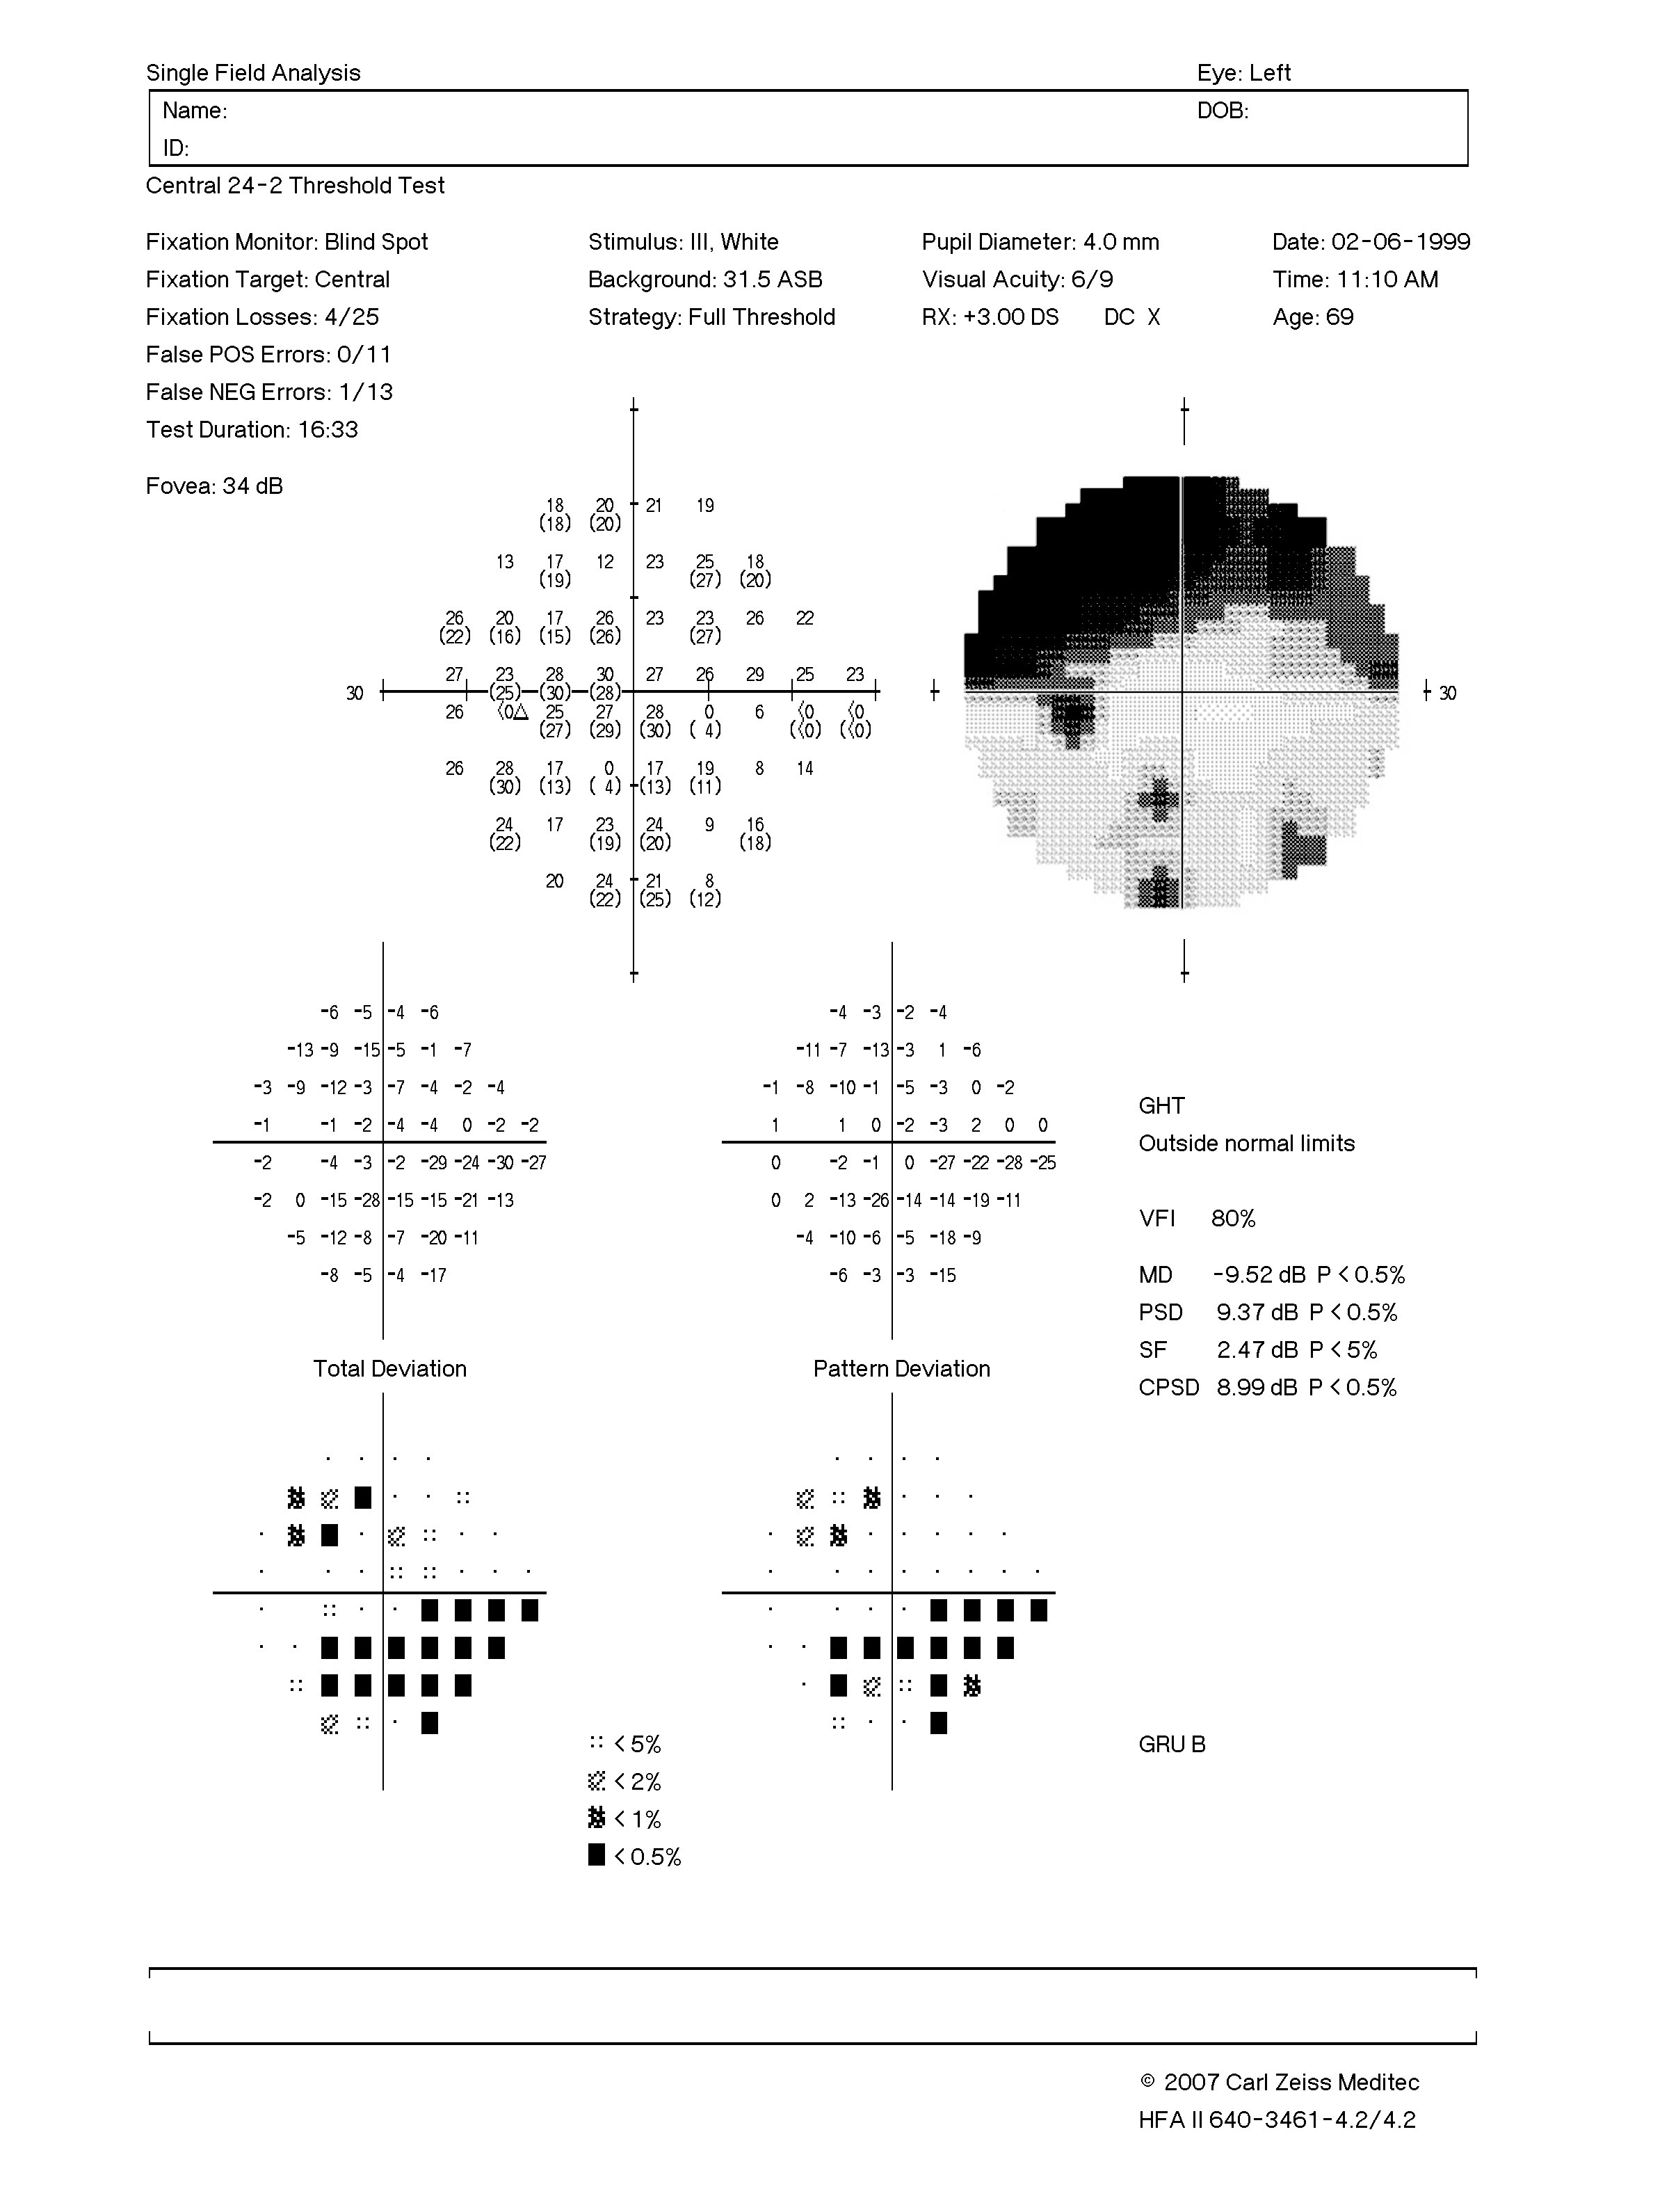 Single Field Analysis Eye: Left
Name: DOB:
ID:
Central 24-2 Threshold Test
Fixation Monitor: Blind Spot Stimulus: III, White Pupil Diameter: 4.0 mm Date: 02-06-1999
Fixation Target: Central Background: 31.5 ASB Visual Acuity: 6/9 Time: 11:10 AM
Fixation Losses: 4/25 Strategy: Full Threshold RX: +3.00 DS DC X Age: 69
False POS Errors: 0/11
False NEG Errors: 1/13
Test Duration: 16:33
Fovea: 34 dB
18 20 21 19
(18) (20)
13 17 12 23 25 18
(19) (27) (20)
26 20 17 26 23 23 26 22
(22) (16) (15) (26) (27)
27 23 28 30 27 26 29 25 23
30 (25) (30) (28) 30
26 <0 25 27 28 0 6 <0 <0
(27) (29) (30) ( 4) (<0) (<0)
26 28 17 0 17 19 8 14
(30) (13) ( 4) (13) (11)
24 17 23 24 9 16
(22) (19) (20) (18)
20 24 21 8
(22) (25) (12)
-6 -5 -4 -6 -4 -3 -2 -4
-13 -9 -15 -5 -1 -7 -11 -7 -13 -3 1 -6
-3 -9 -12 -3 -7 -4 -2 -4 -1 -8 -10 -1 -5 -3 0 -2
-1 -1 -2 -4 -4 0 -2 -2 1 1 0 -2 -3 2 0 0
-2 -4 -3 -2 -29 -24 -30 -27 0 -2 -1 0 -27 -22 -28 -25
-2 0 -15 -28 -15 -15 -21 -13 0 2 -13 -26 -14 -14 -19 -11
-5 -12 -8 -7 -20 -11 -4 -10 -6 -5 -18 -9
-8 -5 -4 -17 -6 -3 -3 -15
Total Deviation Pattern Deviation
GHT
Outside normal limits
VFI 80%
MD -9.52 dB P < 0.5%
PSD 9.37 dB P < 0.5%
SF 2.47 dB P < 5%
CPSD 8.99 dB P < 0.5%
< 5%
< 2%
< 1%
< 0.5%
GRU B
© 2007 Carl Zeiss Meditec
HFA II 640-3461-4.2/4.2